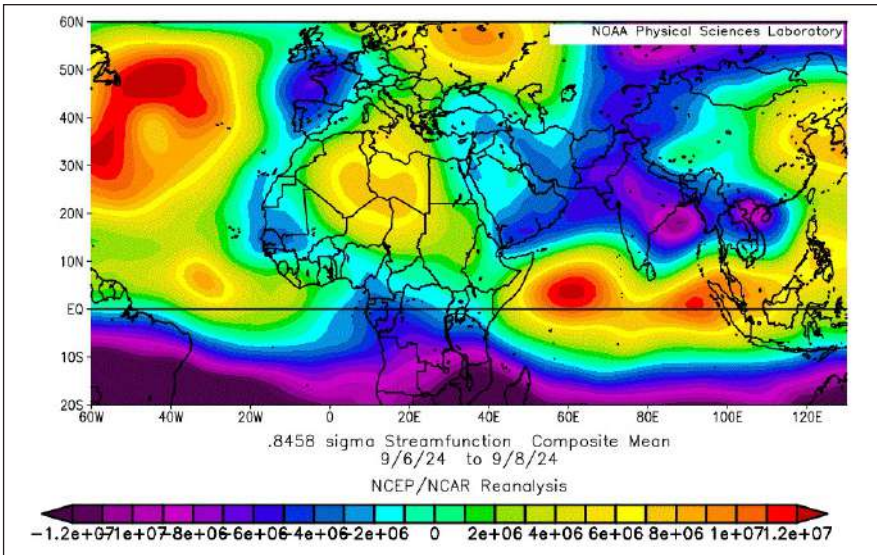 60N
NOAA Physical Sciences Laboratory
50N
40N
30N
20N
10N
EQ
10S
20S
60W 40W 20W 0 20E 40E 60E 80E 100E 120E
.8458 sigma Streamfunction Composite Mean
9/6/24 to 9/8/24
NCEP/NCAR Reanalysis
-1.2e+07 -1e+07 -8e+06 -6e+06 -4e+06 -2e+06 0 2e+06 4e+06 6e+06 8e+06 1e+07 1.2e+07